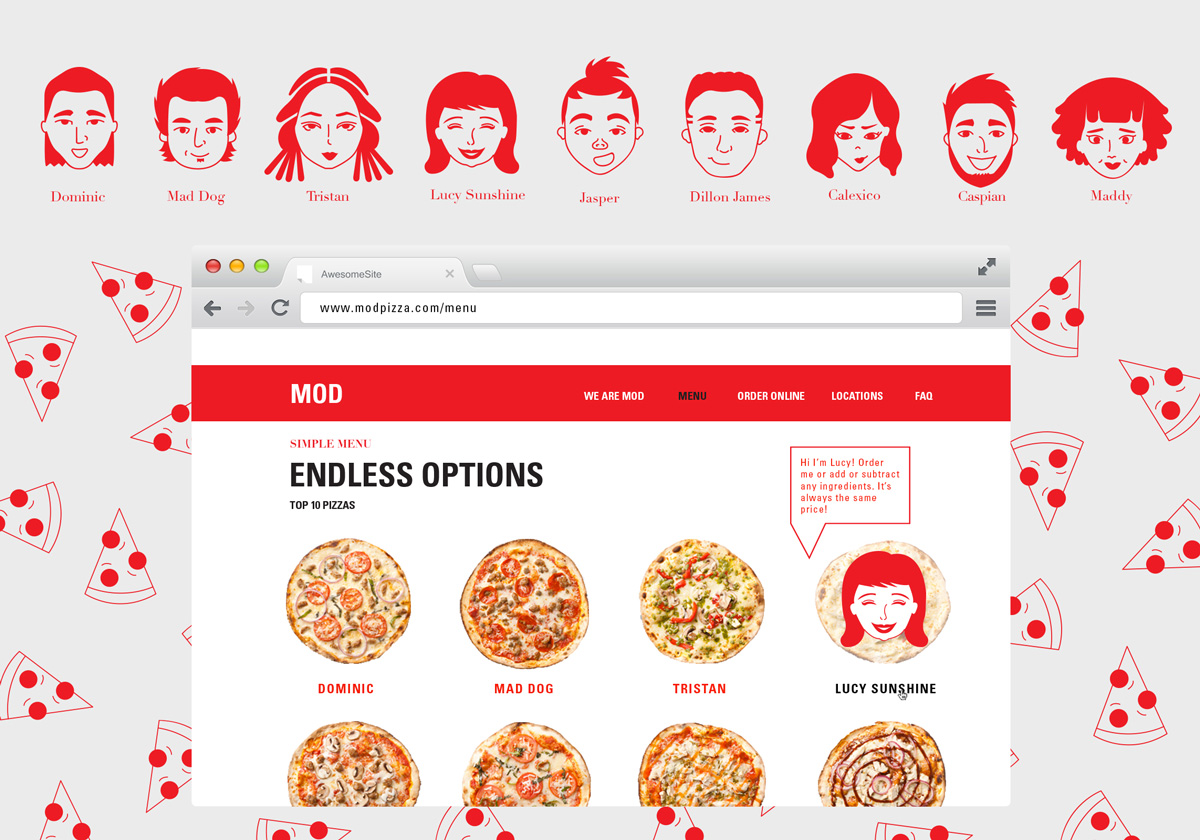 Dominic
Mad Dog
Tristan
Lucy Sunshine
Jasper
Dillon James
Calexico
Caspian
Maddy
AwesomeSite
www.modpizza.com/menu
MOD
WE ARE MOD
MENU
ORDER ONLINE
LOCATIONS
FAQ
SIMPLE MENU
ENDLESS OPTIONS
TOP 10 PIZZAS
Hi I'm Lucy! Order
me or add or subtract
any ingredients. It's
always the same
price!
DOMINIC
MAD DOG
TRISTAN
LUCY SUNSHINE